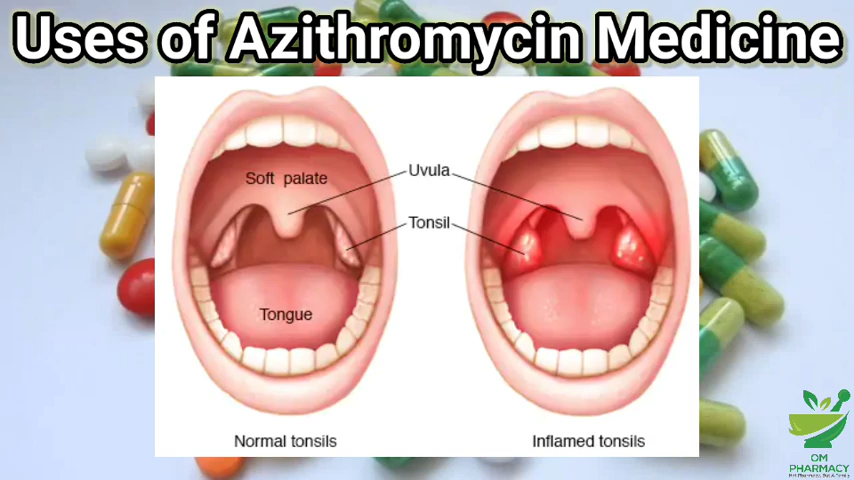 Uses of Azithromycin Medicine
Soft palate
Uvula
Tonsil
Tongue
Normal tonsils
Inflamed tonsils
OM
PHARMACY